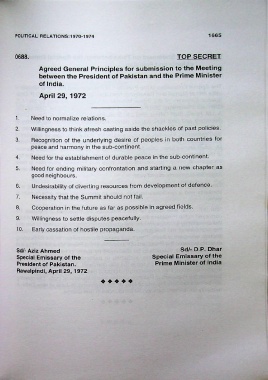 POLITICAL RELATIONS:1970-1974 1665
0688. TOP SECRET
Agreed General Principles for submission to the Meeting
between the President of Pakistan and the Prime Minister
of India.
April 29, 1972
1. Need to normalize relations.
2. Willingness to think afresh casting aside the shackles of past policies.
3. Recognition of the underlying desire of peoples in both countries for
peace and harmony in the sub-continent
4. Need for the establishment of durable peace in the sub-continent.
5. Need for ending military confrontation and starting a new chapter as
good neighbours.
6. Undesirability of diverting resources from development of defence.
7. Necessity that the Summit should not fail.
8. Cooperation in the future as far as possible in agreed fields.
9. Willingness to settle disputes peacefully.
10. Early cessation of hostile propaganda.
Sd/ Aziz Ahmed Sd/- D.P. Dhar
Special Emissary of the Special Emissary of the
President of Pakistan. Prime Minister of India
Rawalpindi, April 29, 1972